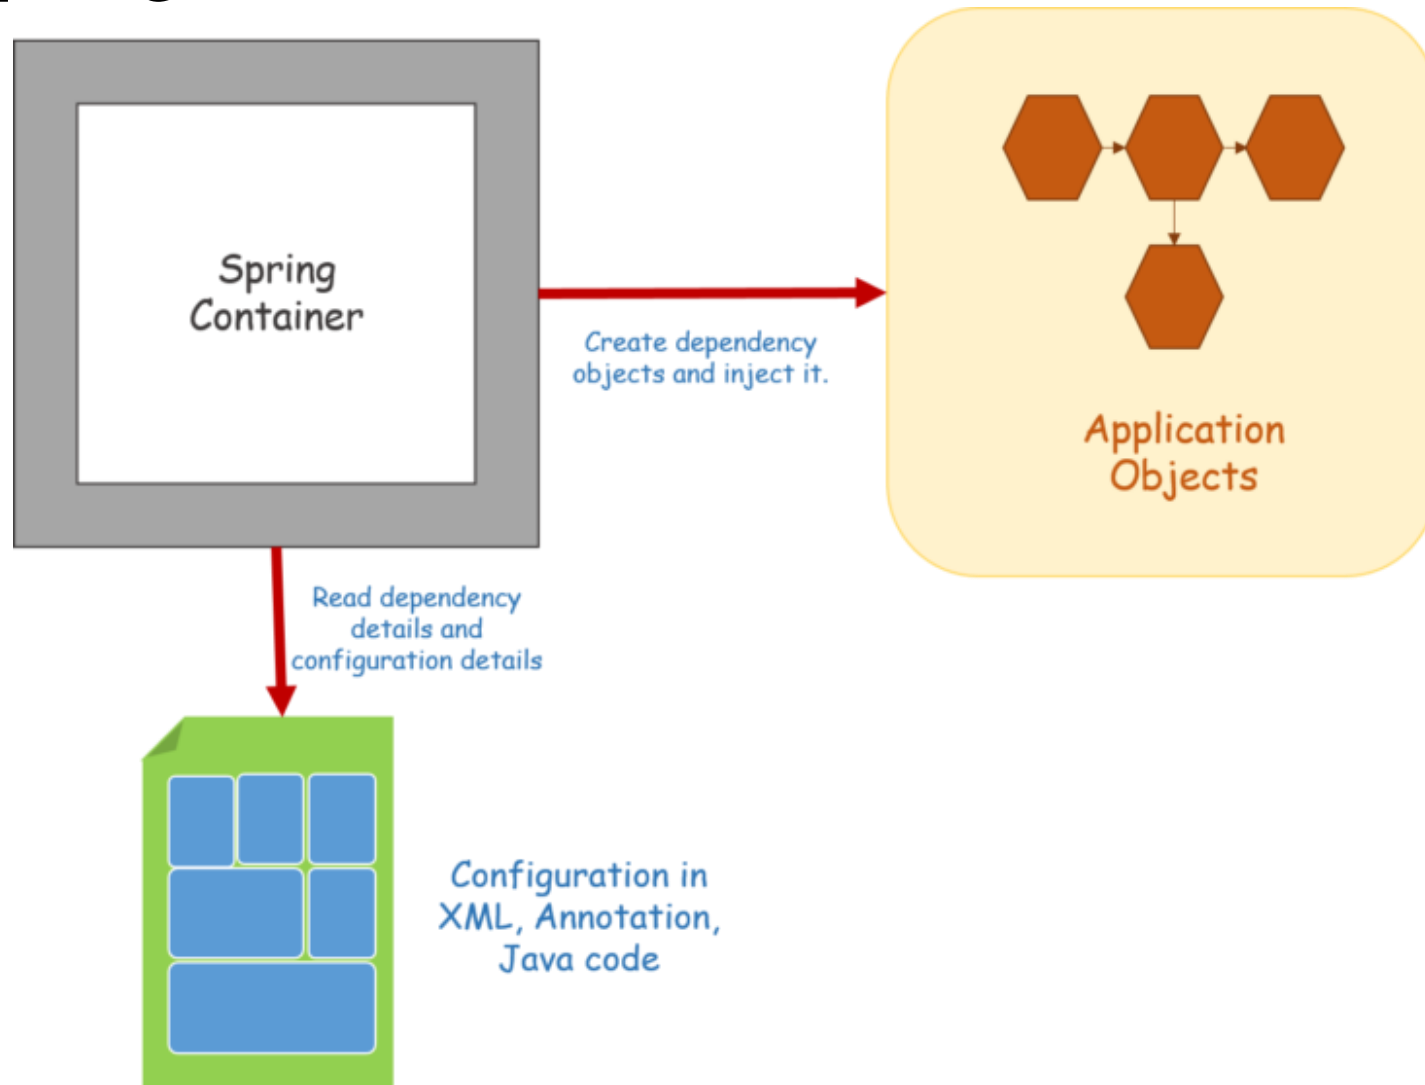 Spring
Container
Create dependency
objects and inject it.
Application
Objects
Read dependency
details and
configuration details
Configuration in
XML, Annotation,
Java code